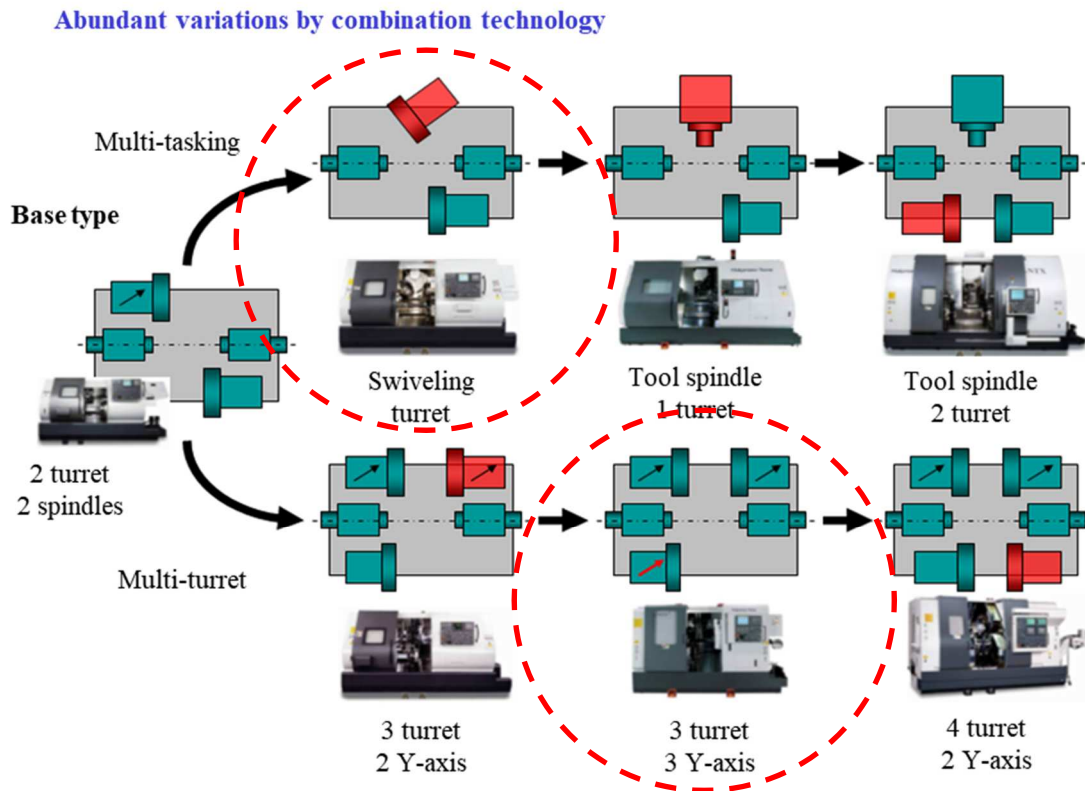 Abundant variations by combination technology
Multi-tasking
Base type
Swiveling
turret
Tool spindle
1 turret
Tool spindle
2 turret
2 turret
2 spindles
Multi-turret
3 turret
2 Y-axis
3 turret
3 Y-axis
4 turret
2 Y-axis